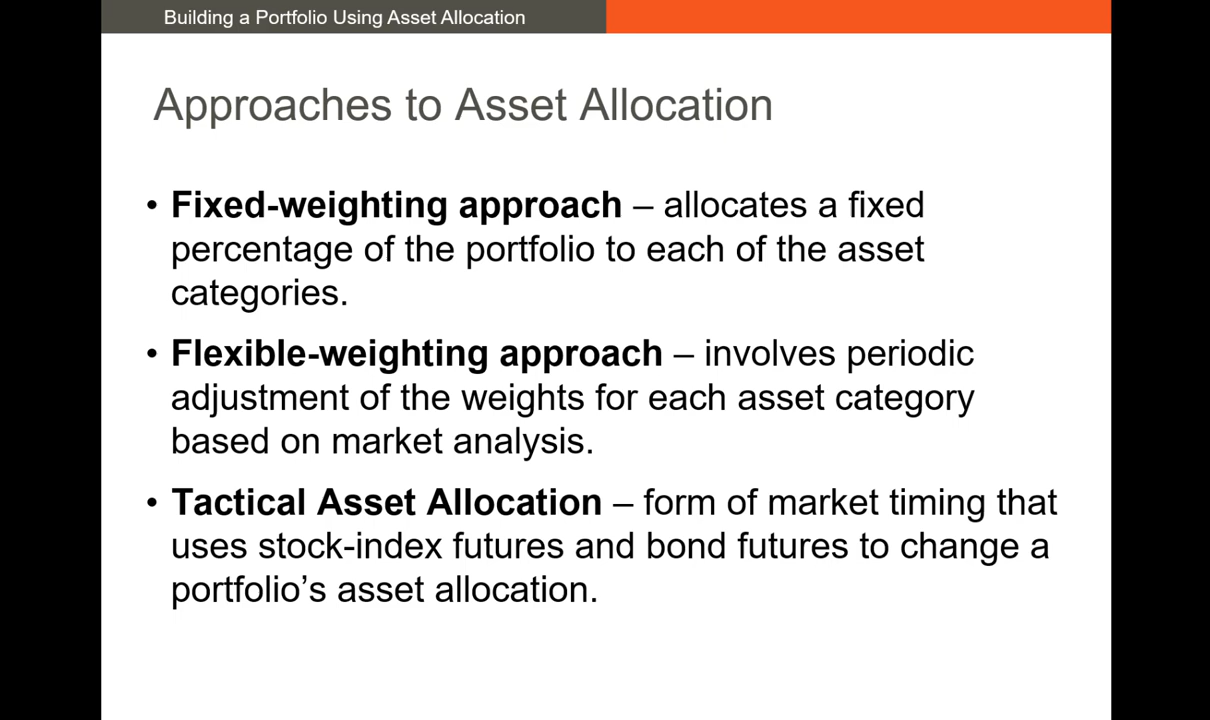 Building a Portfolio Using Asset Allocation
Approaches to Asset Allocation
• Fixed-weighting approach – allocates a fixed
percentage of the portfolio to each of the asset
categories.
• Flexible-weighting approach – involves periodic
adjustment of the weights for each asset category
based on market analysis.
• Tactical Asset Allocation – form of market timing that
uses stock-index futures and bond futures to change a
portfolio’s asset allocation.